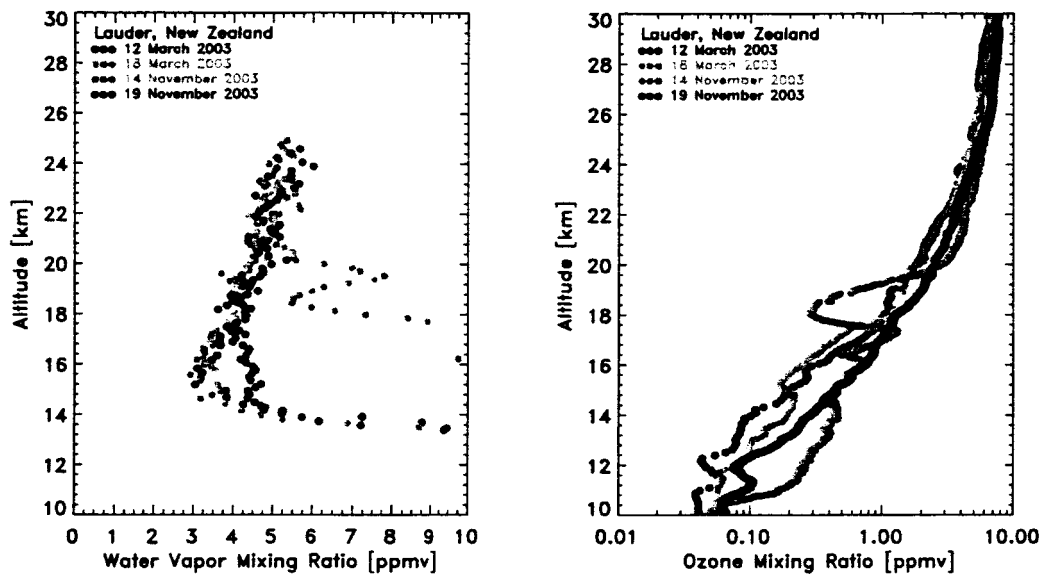 Lauder, New Zealand
12 March 2003
18 March 2003
14 November 2003
19 November 2003
30
28
26
24
22
20
18
16
14
12
10
Altitude [km]
0 1 2 3 4 5 6 7 8 9 10
Water Vapor Mixing Ratio [ppmv]
Lauder, New Zealand
12 March 2003
18 March 2003
14 November 2003
19 November 2003
30
28
26
24
22
20
18
16
14
12
10
Altitude [km]
0.01 0.10 1.00 10.00
Ozone Mixing Ratio [ppmv]